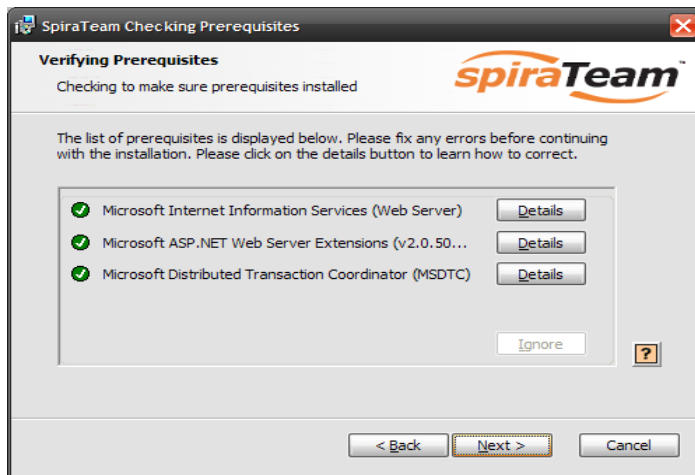 SpiraTeam Checking Prerequisites
Verifying Prerequisites
Checking to make sure prerequisites installed
spiraTeam™
The list of prerequisites is displayed below. Please fix any errors before continuing
with the installation. Please click on the details button to learn how to correct.
Microsoft Internet Information Services (Web Server) Details
Microsoft ASP.NET Web Server Extensions (v2.0.50... Details
Microsoft Distributed Transaction Coordinator (MSDTC) Details
Ignore
?
< Back Next > Cancel